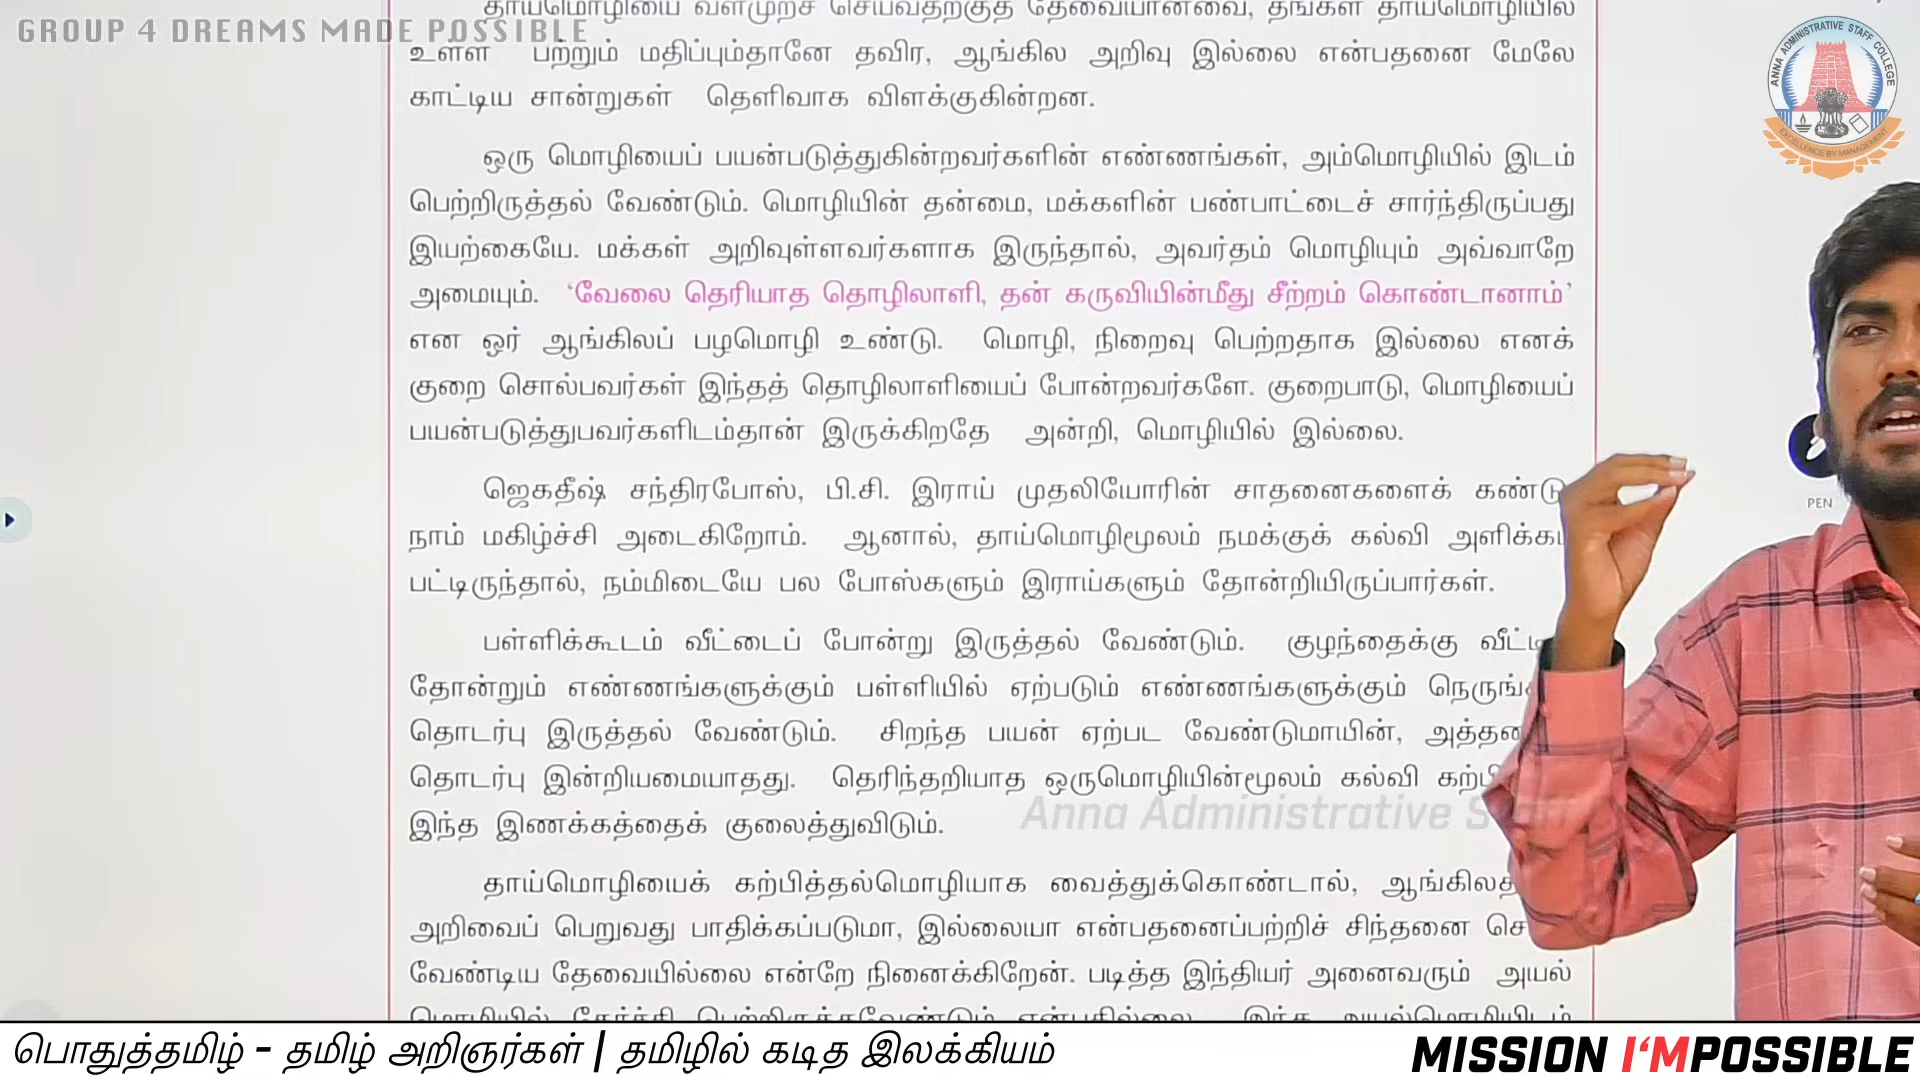 GROUP 4 DREAMS MADE POSSIBLE
உள்ள பற்றும் மதிப்பும்தானே தவிர, ஆங்கில அறிவு இல்லை என்பதனை மேலே
காட்டிய சான்றுகள் தெளிவாக விளக்குகின்றன.
ஒரு மொழியைப் பயன்படுத்துகின்றவர்களின் எண்ணங்கள், அம்மொழியில் இடம்
பெற்றிருத்தல் வேண்டும். மொழியின் தன்மை, மக்களின் பண்பாட்டைச் சார்ந்திருப்பது
இயற்கையே. மக்கள் அறிவுள்ளவர்களாக இருந்தால், அவர்தம் மொழியும் அவ்வாறே
அமையும். ‘வேலை தெரியாத தொழிலாளி, தன் கருவியின்மீது சீற்றம் கொண்டானாம்’
என ஓர் ஆங்கிலப் பழமொழி உண்டு. மொழி, நிறைவு பெற்றதாக இல்லை எனக்
குறை சொல்பவர்கள் இந்தத் தொழிலாளியைப் போன்றவர்களே. குறைபாடு, மொழியைப்
பயன்படுத்துபவர்களிடம்தான் இருக்கிறதே அன்றி, மொழியில் இல்லை.
ஜெகதீஷ் சந்திரபோஸ், பி.சி. இராய் முதலியோரின் சாதனைகளைக் கண்டு
நாம் மகிழ்ச்சி அடைகிறோம். ஆனால், தாய்மொழிமூலம் நமக்குக் கல்வி
பட்டிருந்தால், நம்மிடையே பல போஸ்களும் இராய்களும் தோன்றியிருப்பார்கள்.
பள்ளிக்கூடம் வீட்டைப் போன்று இருத்தல் வேண்டும். குழந்தைக்கு
தோன்றும் எண்ணங்களுக்கும் பள்ளியில் ஏற்படும் எண்ணங்களுக்கும்
தொடர்பு இருத்தல் வேண்டும். சிறந்த பயன் ஏற்பட வேண்டுமாயின்,
தொடர்பு இன்றியமையாதது. தெரிந்தறியாத ஒருமொழியின்மூலம் கல்வி
இந்த இணக்கத்தைக் குலைத்துவிடும்.
Anna Administrative
தாய்மொழியைக் கற்பித்தல்மொழியாக வைத்துக்கொண்டால்,
அறிவைப் பெறுவது பாதிக்கப்படுமா, இல்லையா என்பதனைப்பற்றிச் சிந்தனை
வேண்டிய தேவையில்லை என்றே நினைக்கிறேன். படித்த இந்தியர் அனைவரும் அயல்
ANNA ADMINISTRATIVE STAFF COLLEGE
EXCELLENCE BY MANAGEMENT
PEN
பொதுத்தமிழ் - தமிழ் அறிஞர்கள் | தமிழில் கடித இலக்கியம்
MISSION I'MPOSSIBLE